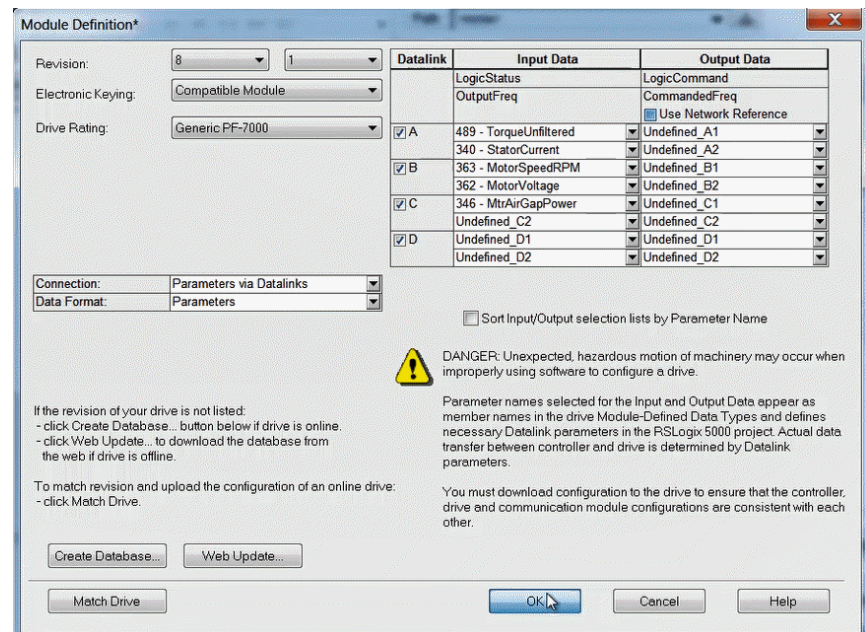 Module Definition*
Revision: 8 1
Electronic Keying: Compatible Module
Drive Rating: Generic PF-7000
Datalink Input Data Output Data
LogicStatus LogicCommand
OutputFreq CommandedFreq
Use Network Reference
A 489 - TorqueUnfiltered Undefined_A1
340 - StatorCurrent Undefined_A2
B 363 - MotorSpeedRPM Undefined_B1
362 - MotorVoltage Undefined_B2
C 346 - MtrAirGapPower Undefined_C1
Undefined_C2 Undefined_C2
D Undefined_D1 Undefined_D1
Undefined_D2 Undefined_D2
Connection: Parameters via Datalinks
Data Format: Parameters
Sort Input/Output selection lists by Parameter Name
DANGER: Unexpected, hazardous motion of machinery may occur when
improperly using software to configure a drive.
Parameter names selected for the Input and Output Data appear as
member names in the drive Module-Defined Data Types and defines
necessary Datalink parameters in the RSLogix 5000 project. Actual data
transfer between controller and drive is determined by Datalink
parameters.
You must download configuration to the drive to ensure that the controller,
drive and communication module configurations are consistent with each
other.
If the revision of your drive is not listed:
- click Create Database... button below if drive is online.
- click Web Update... to download the database from
the web if drive is offline.
To match revision and upload the configuration of an online drive:
- click Match Drive.
Create Database... Web Update...
Match Drive OK Cancel Help